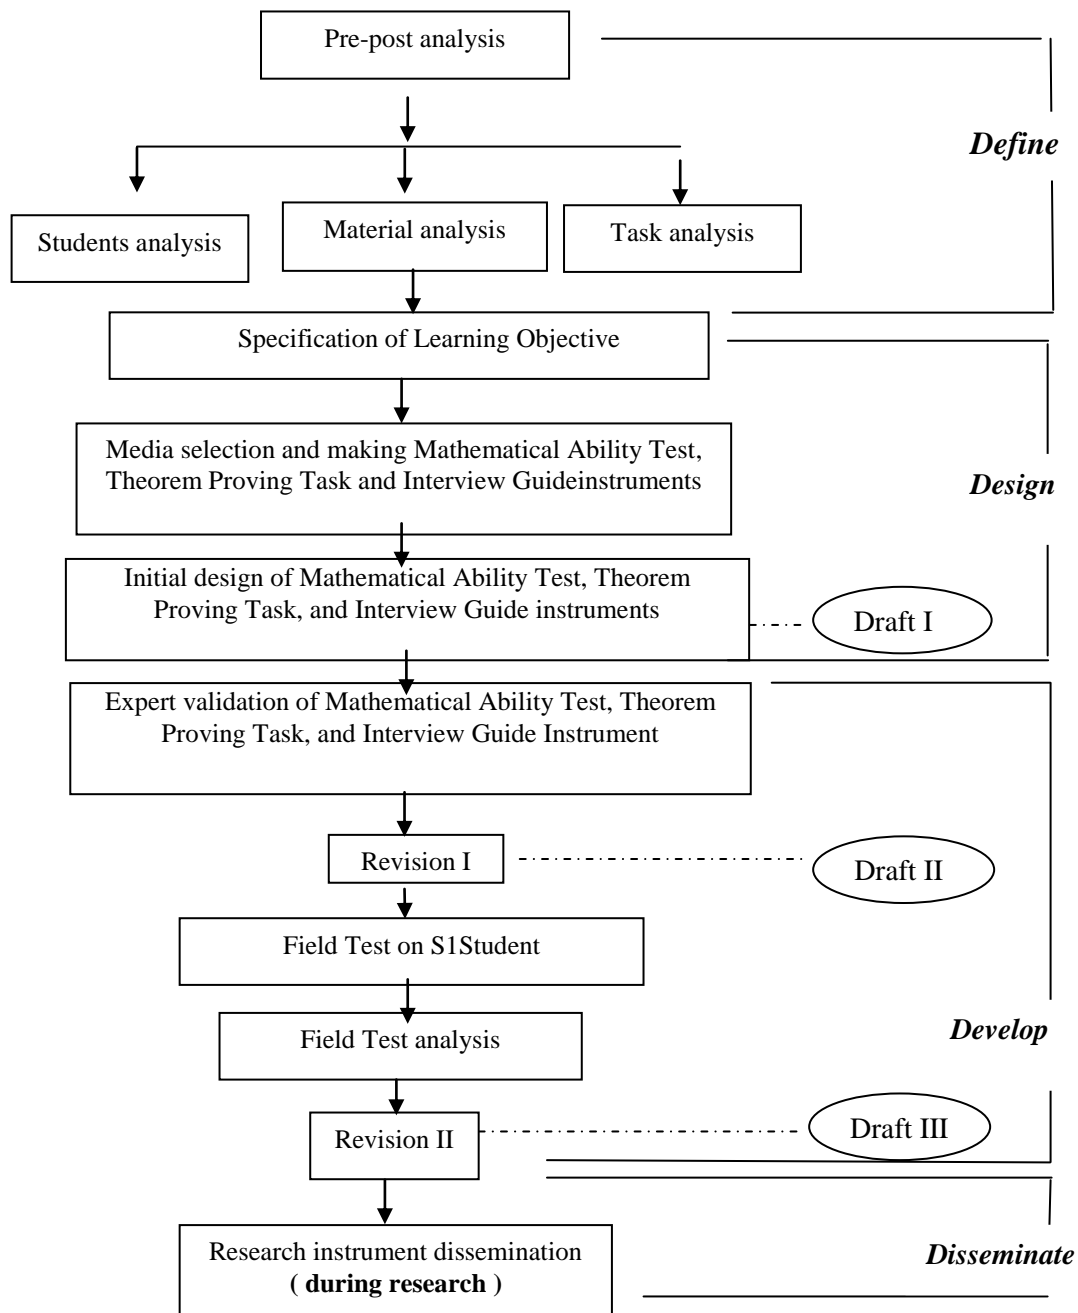 Pre-post analysis
Define
Students analysis
Material analysis
Task analysis
Specification of Learning Objective
Media selection and making Mathematical Ability Test,
Theorem Proving Task and Interview Guideinstruments
Design
Initial design of Mathematical Ability Test, Theorem
Proving Task, and Interview Guide instruments
Draft I
Expert validation of Mathematical Ability Test, Theorem
Proving Task, and Interview Guide Instrument
Revision I
Draft II
Field Test on S1Student
Field Test analysis
Develop
Revision II
Draft III
Research instrument dissemination
( during research )
Disseminate